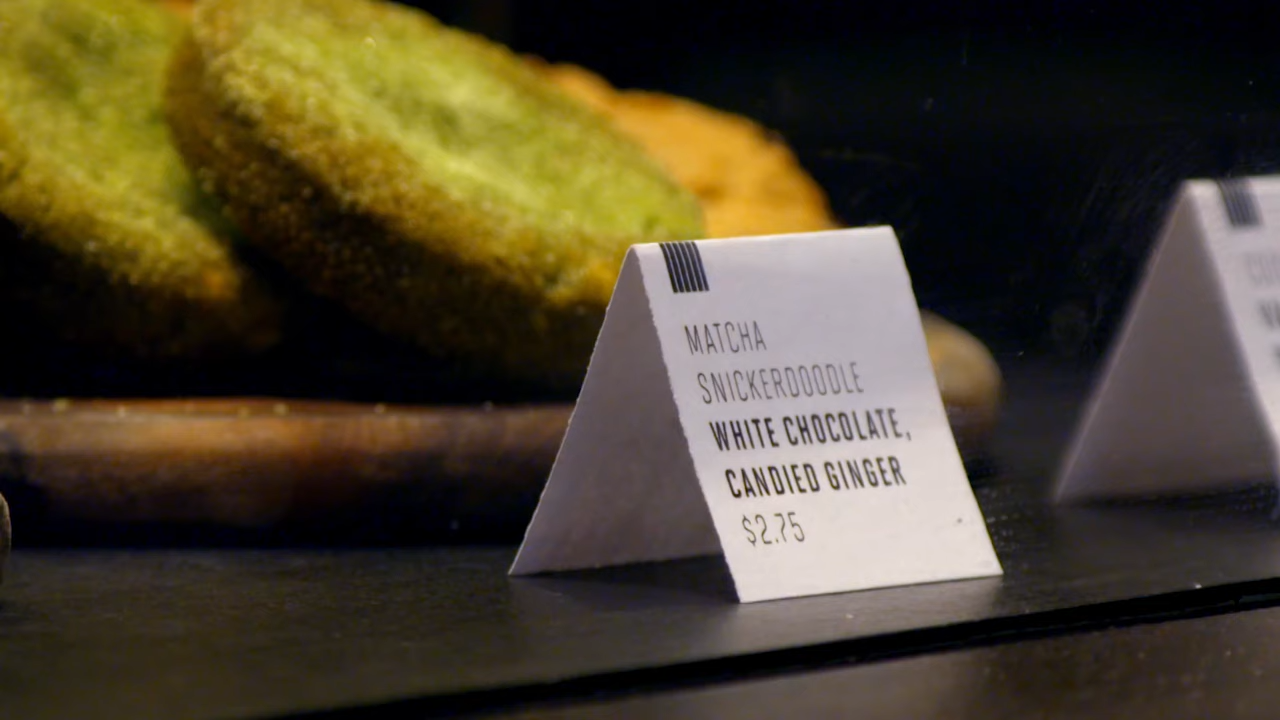 MATCHA
SNICKERDOODLE
WHITE CHOCOLATE,
CANDIED GINGER
$2.75